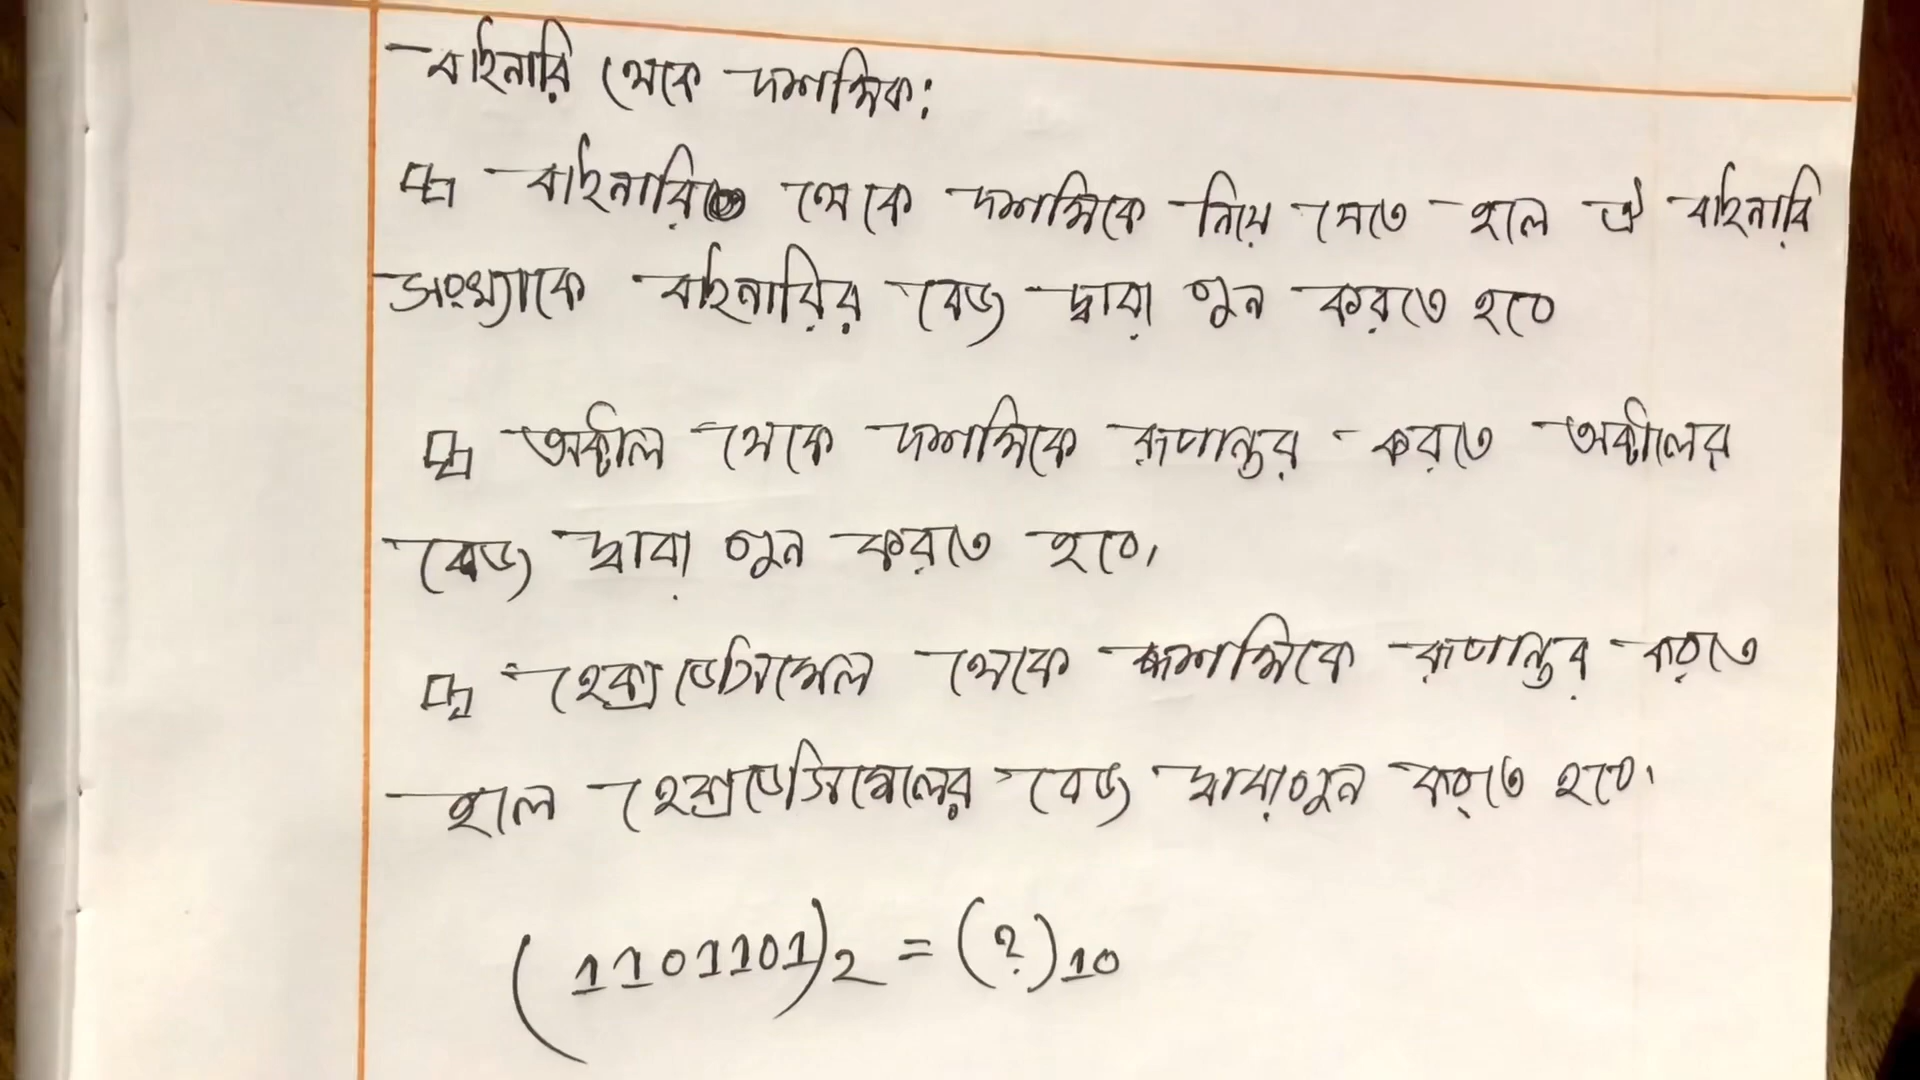 বাইনারি থেকে দশমিক:
বাইনারি থেকে দশমিকে নিয়ে যেতে হলে ঐ বাইনারি
সংখ্যাকে বাইনারির বেজ দ্বারা গুন করতে হবে
অক্টাল থেকে দশমিকে রূপান্তর করতে অক্টালের
বেজ দ্বারা গুন করতে হবে।
হেক্সাডেসিমেল থেকে দশমিকে রূপান্তর করতে
হলে হেক্সাডেসিমেলের বেজ দ্বারা গুন করতে হবে।
(1101101)₂ = (?)₁₀